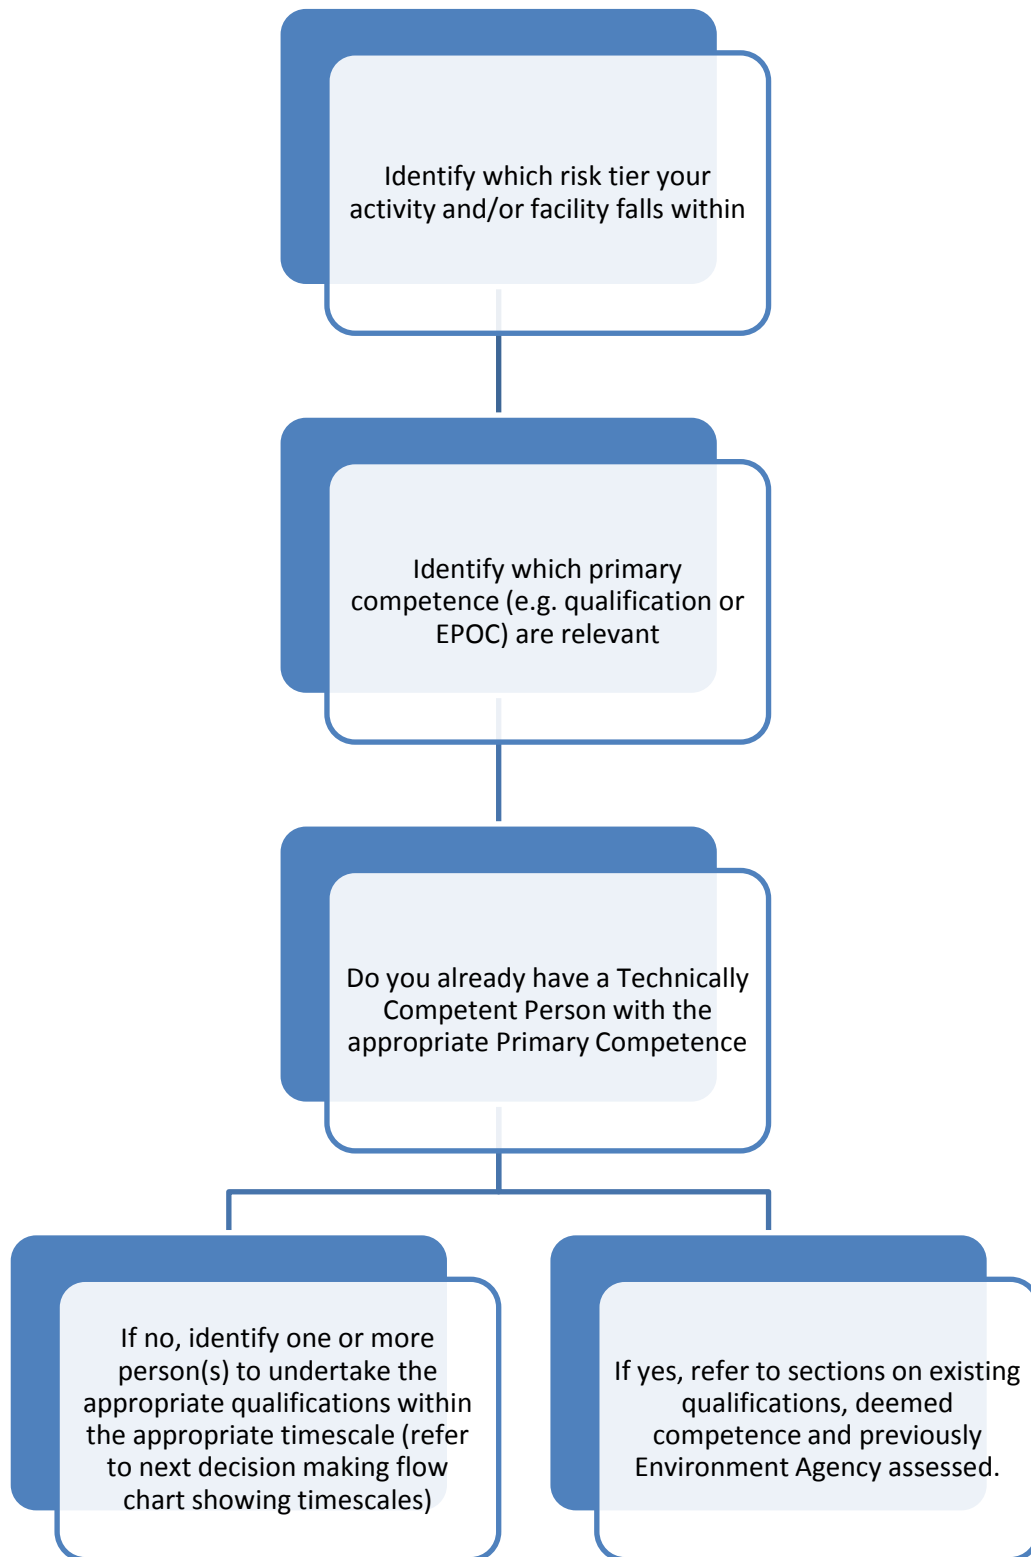 Identify which risk tier your
activity and/or facility falls within
Identify which primary
competence (e.g. qualification or
EPOC) are relevant
Do you already have a Technically
Competent Person with the
appropriate Primary Competence
If no, identify one or more
person(s) to undertake the
appropriate qualifications within
the appropriate timescale (refer
to next decision making flow
chart showing timescales)
If yes, refer to sections on existing
qualifications, deemed
competence and previously
Environment Agency assessed.